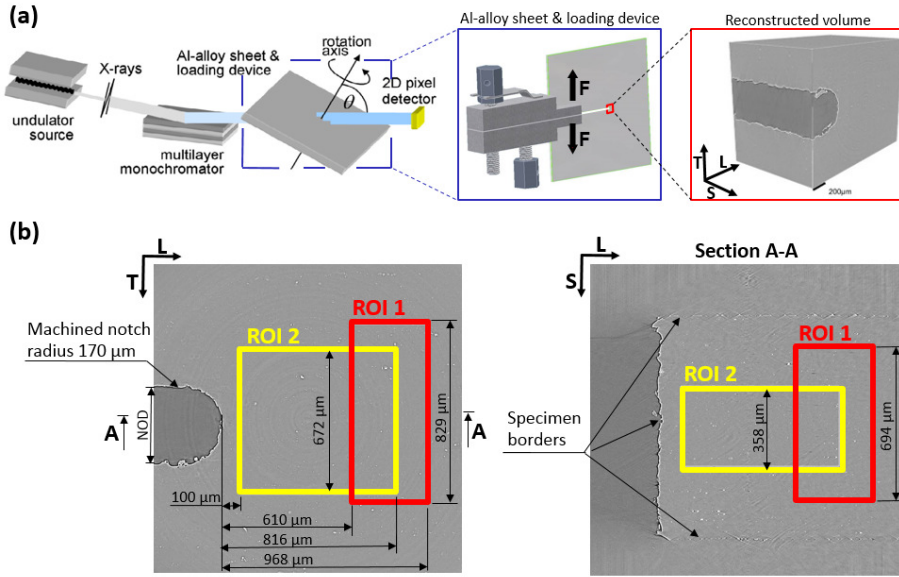 (a)
X-rays
undulator
source
multilayer
monochromator
Al-alloy sheet &
loading device
rotation
axis
θ
2D pixel
detector
Al-alloy sheet & loading device
F
F
Reconstructed volume
T
L
S
200µm
(b)
L
T
Machined notch
radius 170 µm
NOD
A
A
ROI 2
ROI 1
672 µm
829 µm
100 µm
610 µm
816 µm
968 µm
Section A-A
L
S
ROI 1
ROI 2
358 µm
694 µm
Specimen
borders